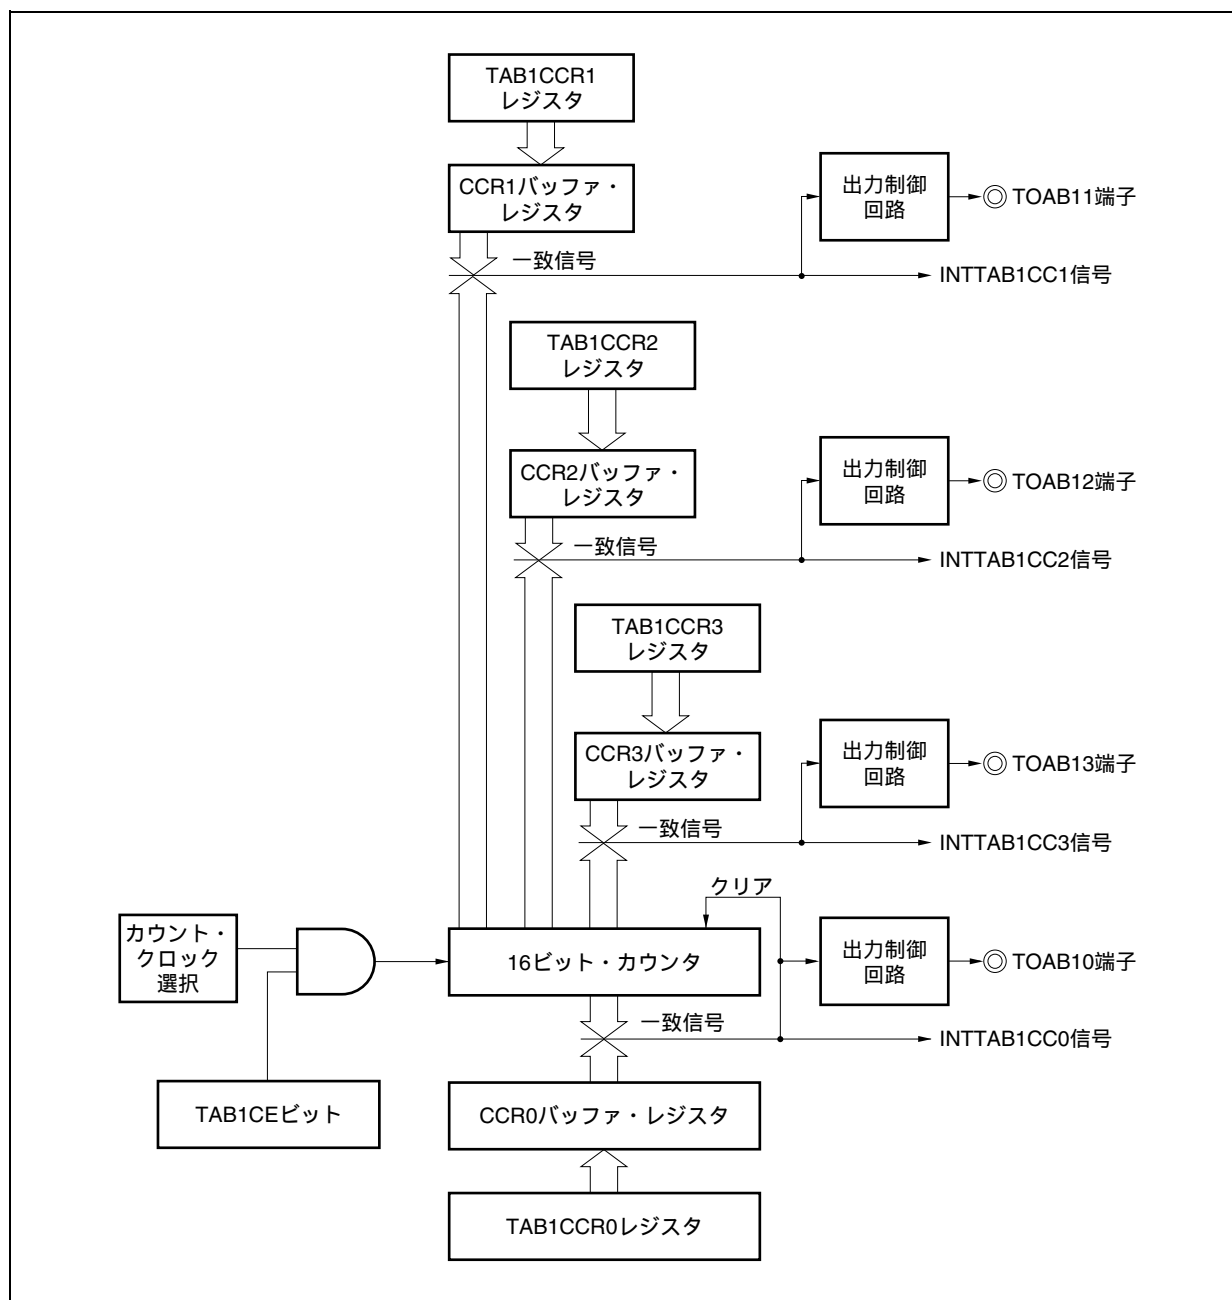 TAB1CCR1
レジスタ
CCR1バッファ・
レジスタ
出力制御
回路
TOAB11端子
一致信号
INTTAB1CC1信号
TAB1CCR2
レジスタ
CCR2バッファ・
レジスタ
出力制御
回路
TOAB12端子
一致信号
INTTAB1CC2信号
TAB1CCR3
レジスタ
CCR3バッファ・
レジスタ
出力制御
回路
TOAB13端子
一致信号
INTTAB1CC3信号
クリア
カウント・
クロック
選択
16ビット・カウンタ
出力制御
回路
TOAB10端子
一致信号
INTTAB1CC0信号
TAB1CEビット
CCR0バッファ・レジスタ
TAB1CCR0レジスタ